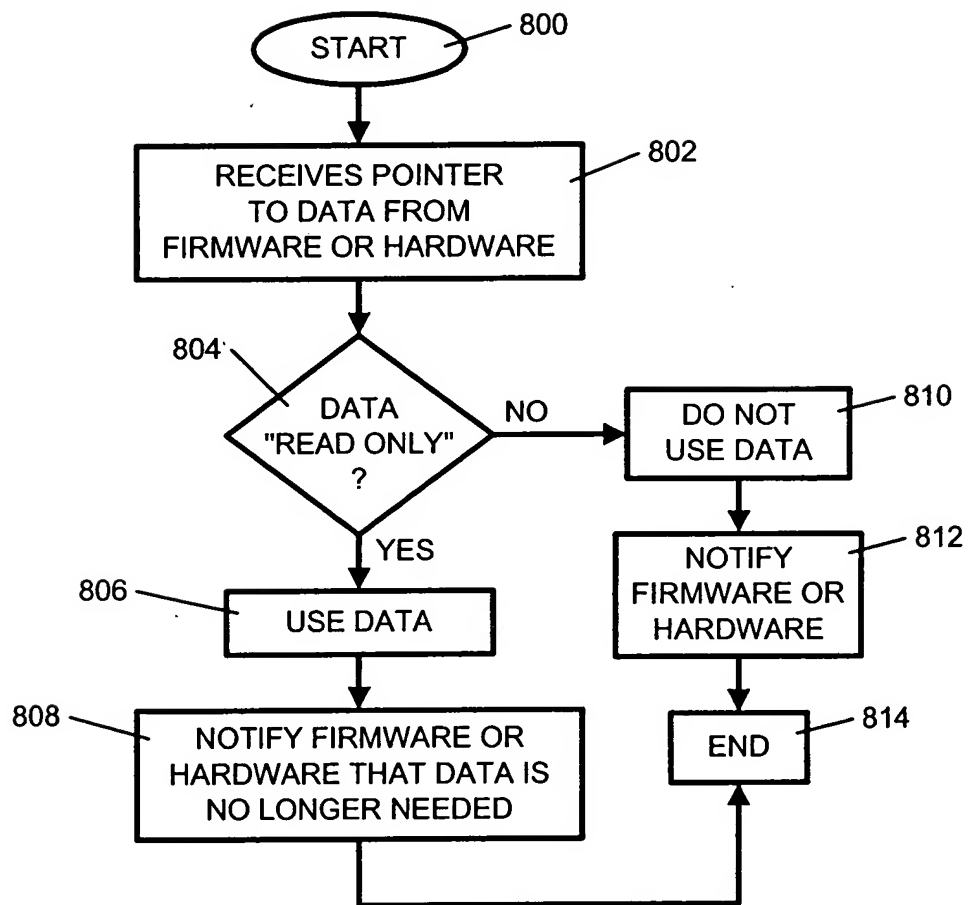 START
800
RECEIVES POINTER
TO DATA FROM
FIRMWARE OR HARDWARE
802
804
DATA
"READ ONLY"
?
NO
DO NOT
USE DATA
810
YES
NOTIFY
FIRMWARE OR
HARDWARE
812
806
USE DATA
808
NOTIFY FIRMWARE OR
HARDWARE THAT DATA IS
NO LONGER NEEDED
END
814